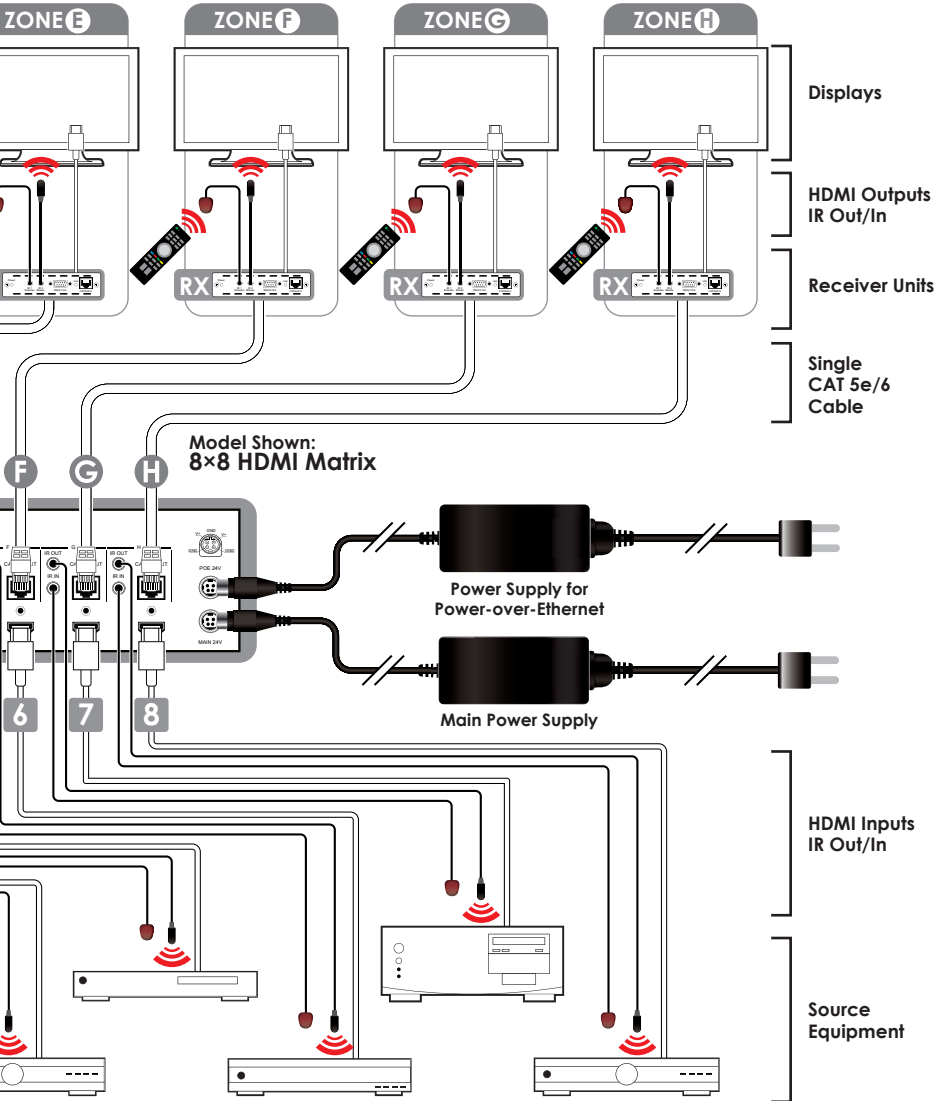 ZONE E
ZONE F
ZONE G
ZONE H
Displays
HDMI Outputs
IR Out/In
RX
RX
RX
Receiver Units
Single
CAT 5e/6
Cable
Model Shown:
8×8 HDMI Matrix
F
G
H
GND
V-
V+
GND
GND
IR OUT
IR OUT
IR IN
IR IN
POE 24V
MAIN 24V
Power Supply for
Power-over-Ethernet
Main Power Supply
6
7
8
HDMI Inputs
IR Out/In
Source
Equipment